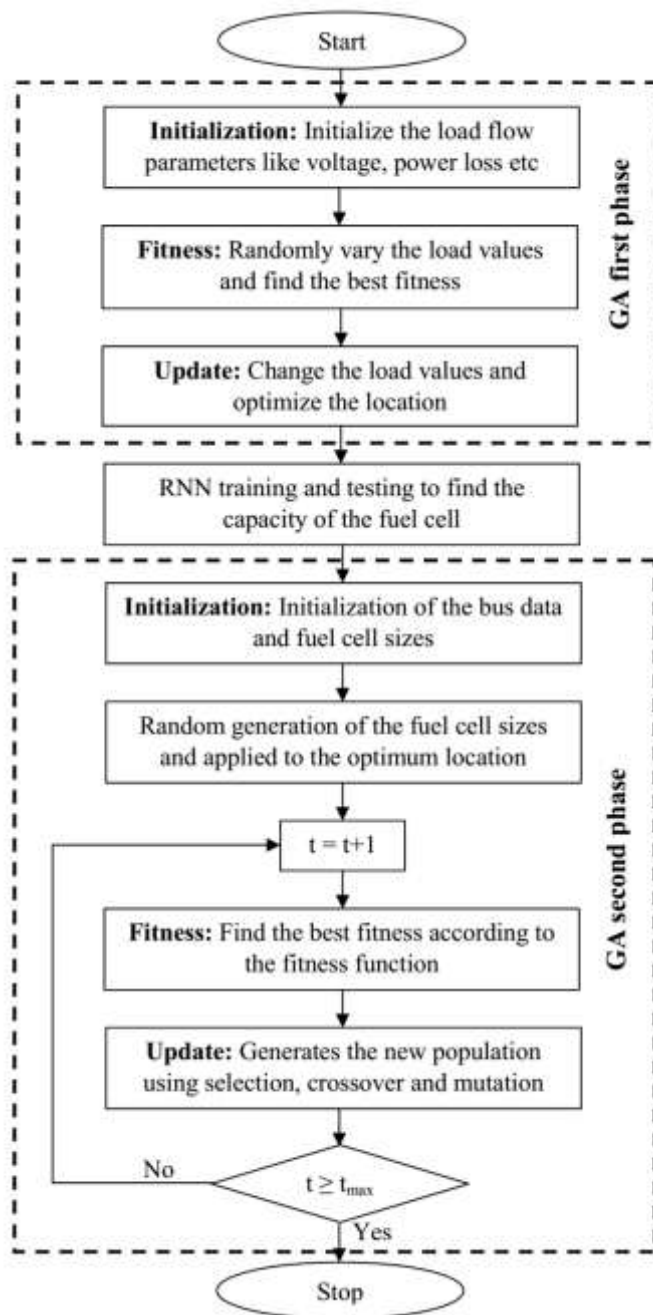 Start
Initialization: Initialize the load flow
parameters like voltage, power loss etc
Fitness: Randomly vary the load values
and find the best fitness
Update: Change the load values and
optimize the location
GA first phase
RNN training and testing to find the
capacity of the fuel cell
Initialization: Initialization of the bus data
and fuel cell sizes
Random generation of the fuel cell sizes
and applied to the optimum location
t = t+1
Fitness: Find the best fitness according to
the fitness function
Update: Generates the new population
using selection, crossover and mutation
GA second phase
No
t ≥ tmax
Yes
Stop